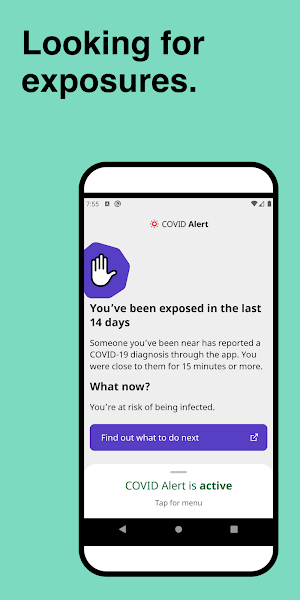 Looking for
exposures.
7:55
COVID Alert
You've been exposed in the last
14 days
Someone you've been near has reported a
COVID-19 diagnosis through the app. You
were close to them for 15 minutes or more.
What now?
You're at risk of being infected.
Find out what to do next
COVID Alert is active
Tap for menu